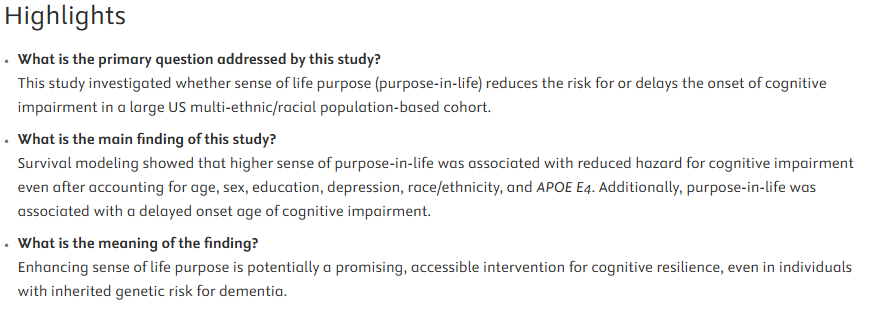 Highlights
• What is the primary question addressed by this study?
This study investigated whether sense of life purpose (purpose-in-life) reduces the risk for or delays the onset of cognitive
impairment in a large US multi-ethnic/racial population-based cohort.
• What is the main finding of this study?
Survival modeling showed that higher sense of purpose-in-life was associated with reduced hazard for cognitive impairment
even after accounting for age, sex, education, depression, race/ethnicity, and APOE E4. Additionally, purpose-in-life was
associated with a delayed onset age of cognitive impairment.
• What is the meaning of the finding?
Enhancing sense of life purpose is potentially a promising, accessible intervention for cognitive resilience, even in individuals
with inherited genetic risk for dementia.